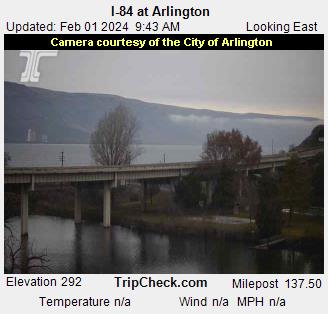 I-84 at Arlington
Updated: Feb 01 2024 9:43 AM Looking East
Camera courtesy of the City of Arlington
Elevation 292 TripCheck.com Milepost 137.50
Temperature n/a Wind n/a MPH n/a